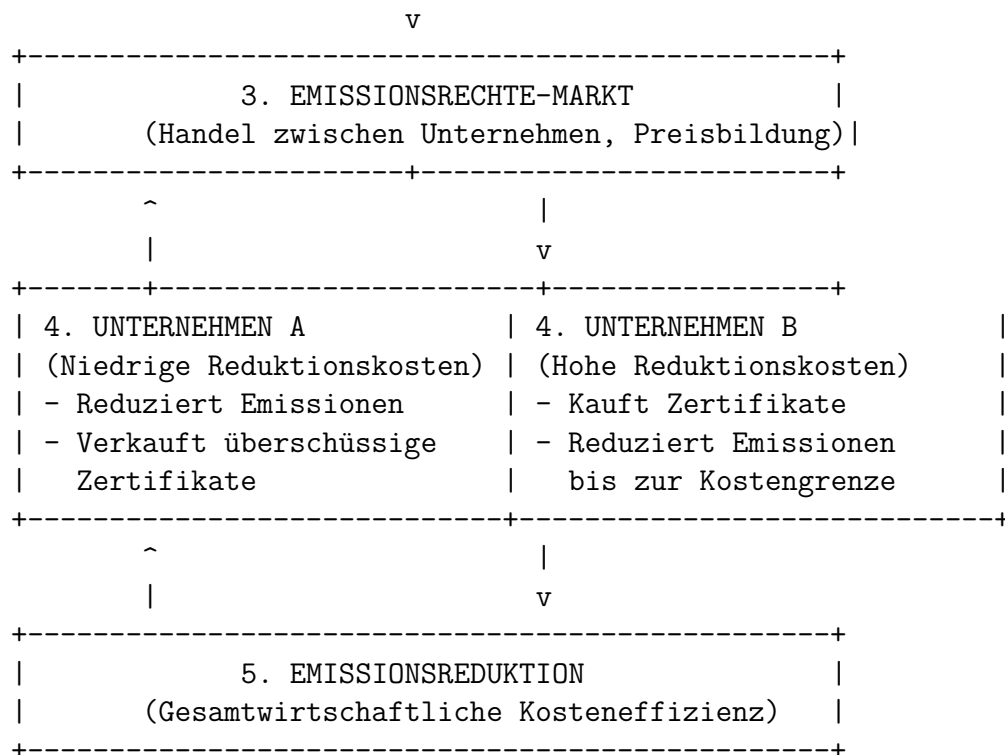 v
+-------------------------------------------------+
| 3. EMISSIONSRECHTE-MARKT |
| (Handel zwischen Unternehmen, Preisbildung)|
+-----------------------+-------------------------+
^ |
| v
+-------+-----------------------+-----------------+
| 4. UNTERNEHMEN A | 4. UNTERNEHMEN B |
| (Niedrige Reduktionskosten) | (Hohe Reduktionskosten) |
| - Reduziert Emissionen | - Kauft Zertifikate |
| - Verkauft überschüssige | - Reduziert Emissionen |
| Zertifikate | bis zur Kostengrenze |
+-----------------------------+-----------------------------+
^ |
| v
+-------------------------------------------------+
| 5. EMISSIONSREDUKTION |
| (Gesamtwirtschaftliche Kosteneffizienz) |
+-------------------------------------------------+